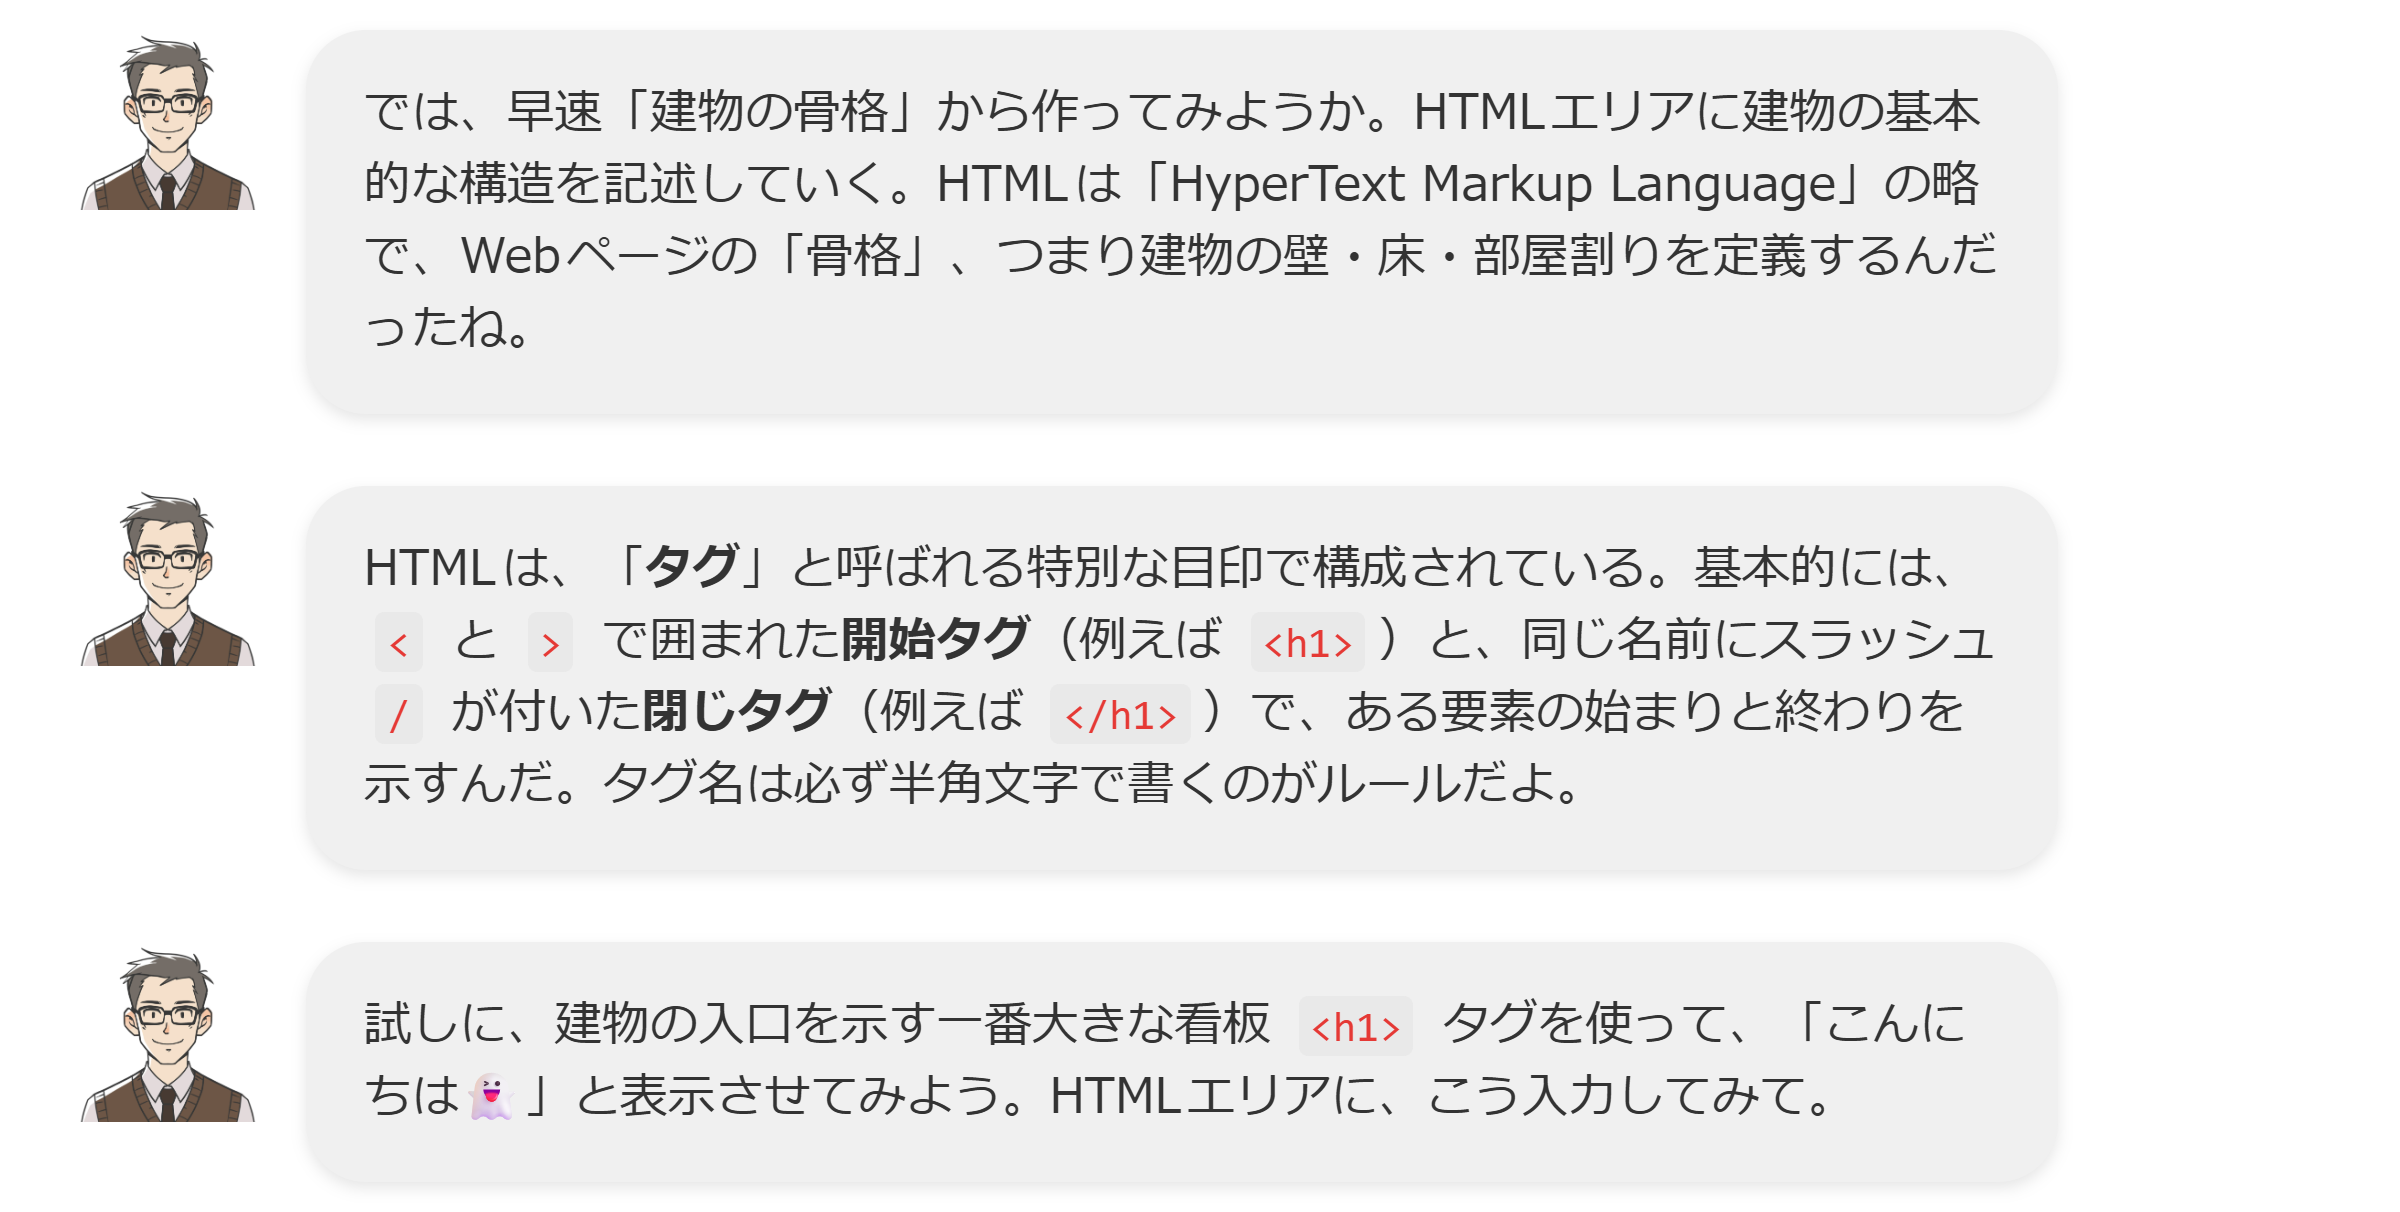 では、早速「建物の骨格」から作ってみようか。HTMLエリアに建物の基本
的な構造を記述していく。HTMLは「HyperText Markup Language」の略
で、Webページの「骨格」、つまり建物の壁・床・部屋割りを定義するんだ
ったね。
HTMLは、「タグ」と呼ばれる特別な目印で構成されている。基本的には、
< と > で囲まれた開始タグ（例えば <h1> ）と、同じ名前にスラッシュ
/ が付いた閉じタグ（例えば </h1> ）で、ある要素の始まりと終わりを
示すんだ。タグ名は必ず半角文字で書くのがルールだよ。
試しに、建物の入口を示す一番大きな看板 <h1> タグを使って、「こんに
ちは👻」と表示させてみよう。HTMLエリアに、こう入力してみて。